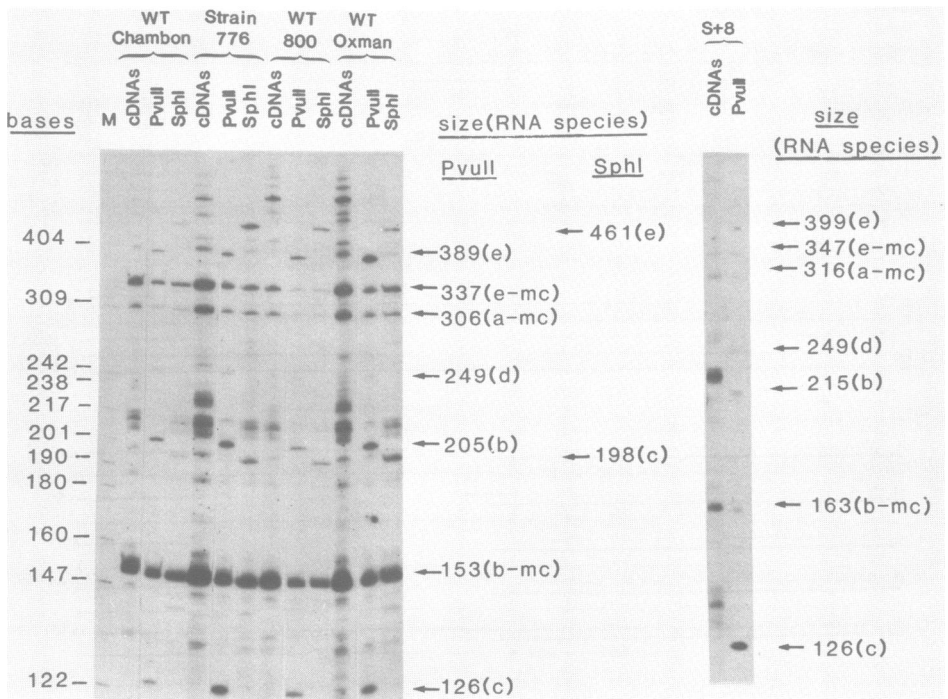 WT Chambon
Strain 776
WT 800
WT Oxman
S+8
bases
M
cDNAs
PvuII
SphI
cDNAs
PvuII
SphI
cDNAs
PvuII
SphI
cDNAs
PvuII
SphI
cDNAs
PvuII
size(RNA species)
PvuII
SphI
size
(RNA species)
404
309
242
238
217
201
190
180
160
147
122
389(e)
337(e-mc)
306(a-mc)
249(d)
205(b)
153(b-mc)
126(c)
461(e)
198(c)
399(e)
347(e-mc)
316(a-mc)
249(d)
215(b)
163(b-mc)
126(c)